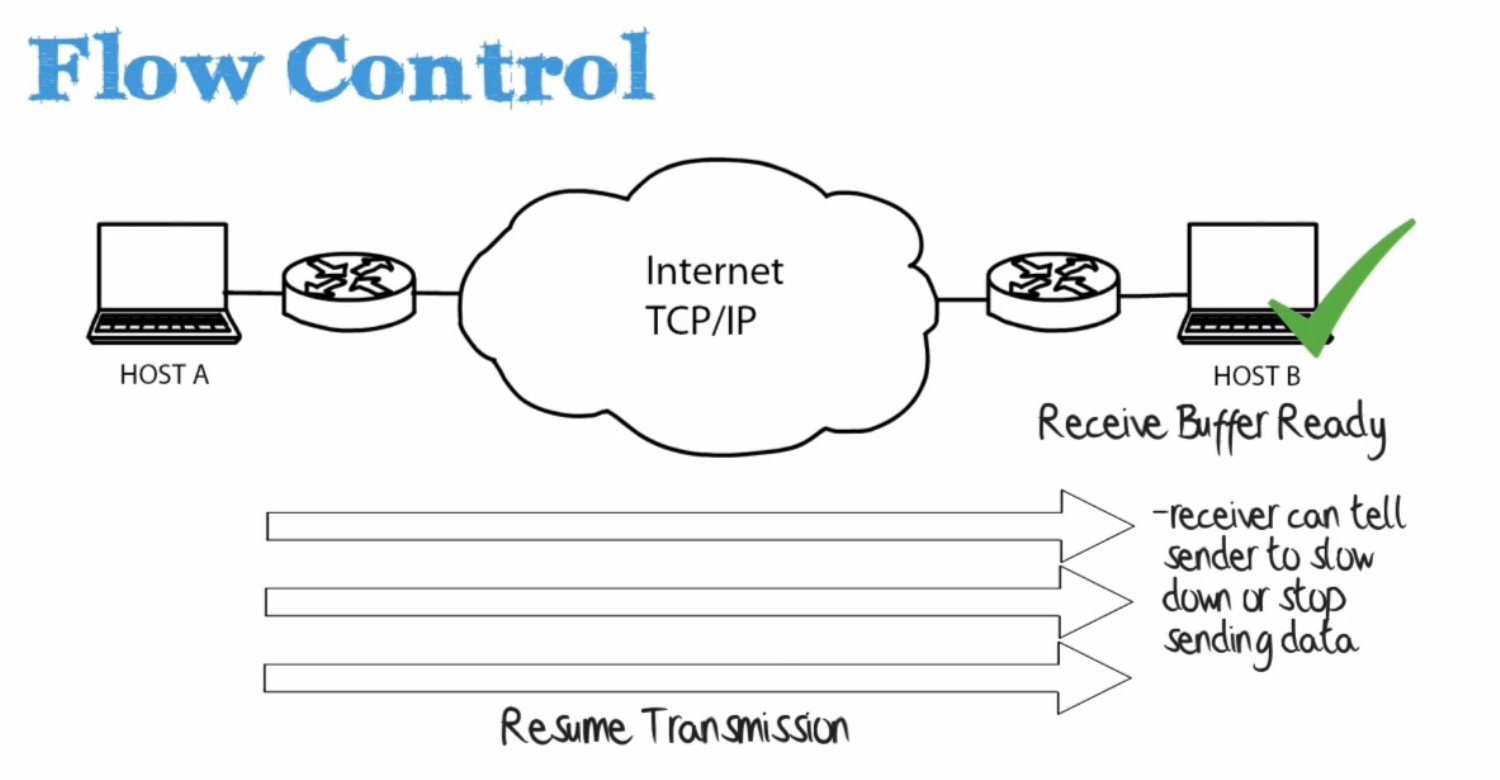 Flow Control
Internet
TCP/IP
HOST A
HOST B
Receive Buffer Ready
-receiver can tell
sender to slow
down or stop
sending data
Resume Transmission